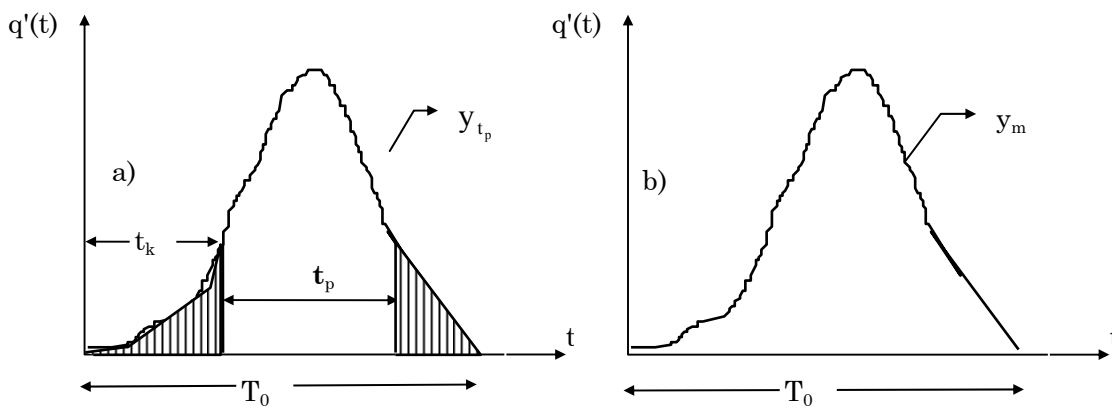 q'(t)
y_{t_p}
a)
t_k
t_p
t
T_0
q'(t)
y_m
b)
t
T_0